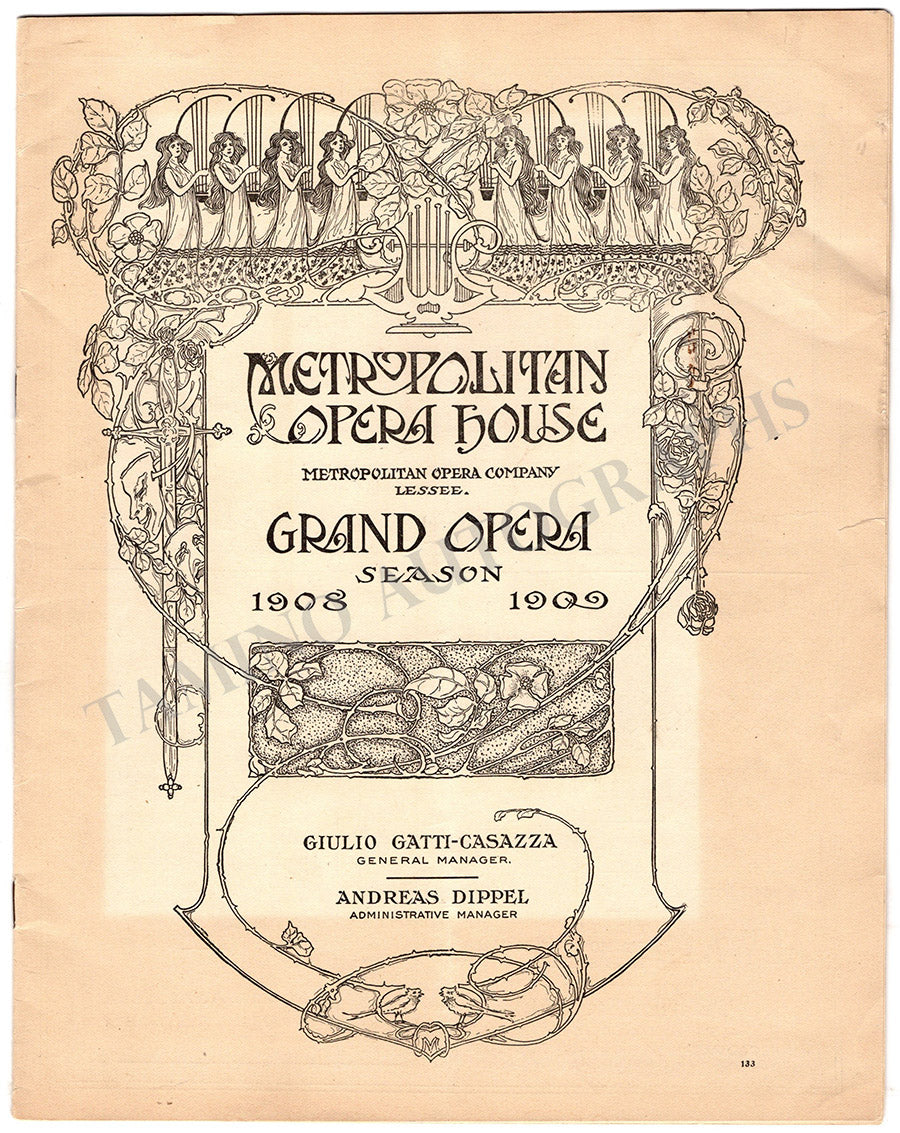 METROPOLITAN
OPERA HOUSE
METROPOLITAN OPERA COMPANY
LESSEE.
GRAND OPERA
SEASON
1908 1909
GIULIO GATTI-CASAZZA
GENERAL MANAGER.
ANDREAS DIPPEL
ADMINISTRATIVE MANAGER
M
133
TAMINO AUTOGRAPHS